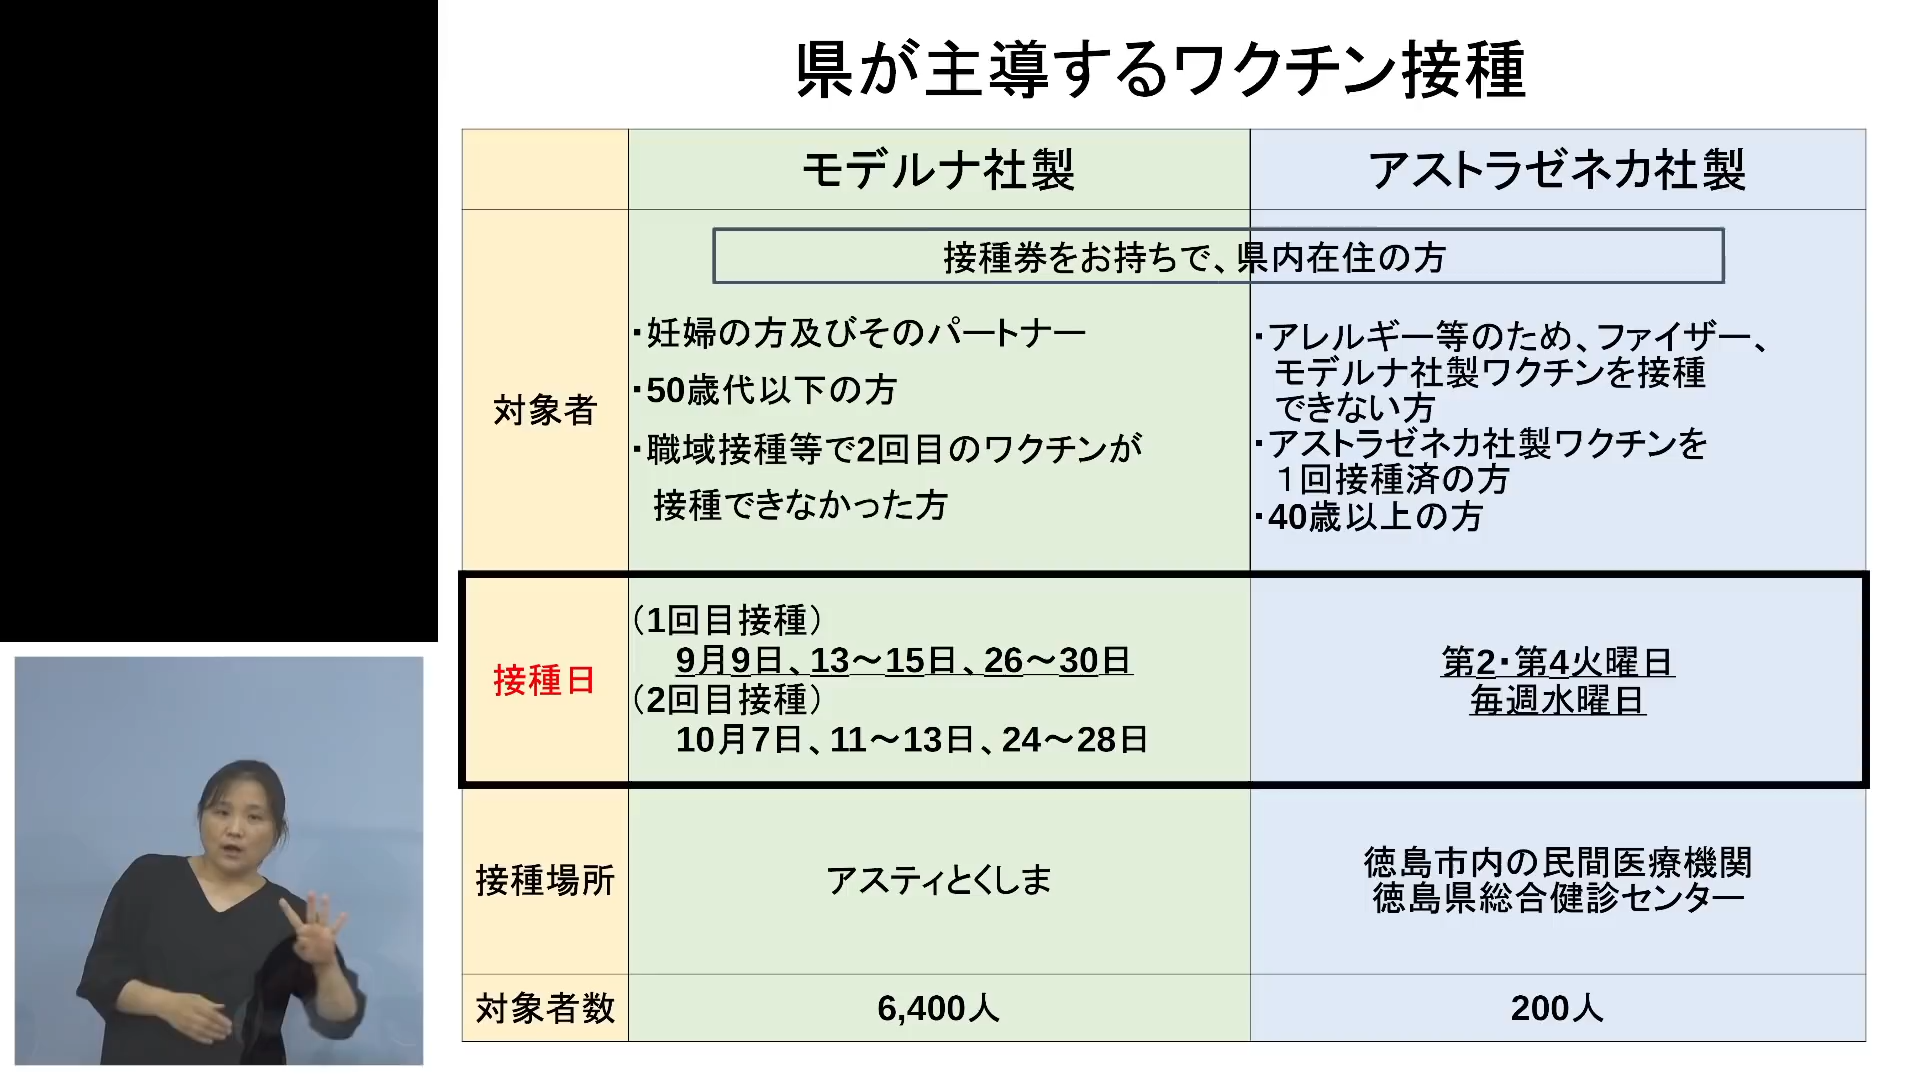 県が主導するワクチン接種
モデルナ社製
アストラゼネカ社製
対象者
接種券をお持ちで、県内在住の方
・妊婦の方及びそのパートナー
・50歳代以下の方
・職域接種等で2回目のワクチンが
接種できなかった方
・アレルギー等のため、ファイザー、
モデルナ社製ワクチンを接種
できない方
・アストラゼネカ社製ワクチンを
１回接種済の方
・40歳以上の方
接種日
（1回目接種）
9月9日、13～15日、26～30日
（2回目接種）
10月7日、11～13日、24～28日
第2・第4火曜日
毎週水曜日
接種場所
アスティとくしま
徳島市内の民間医療機関
徳島県総合健診センター
対象者数
6,400人
200人